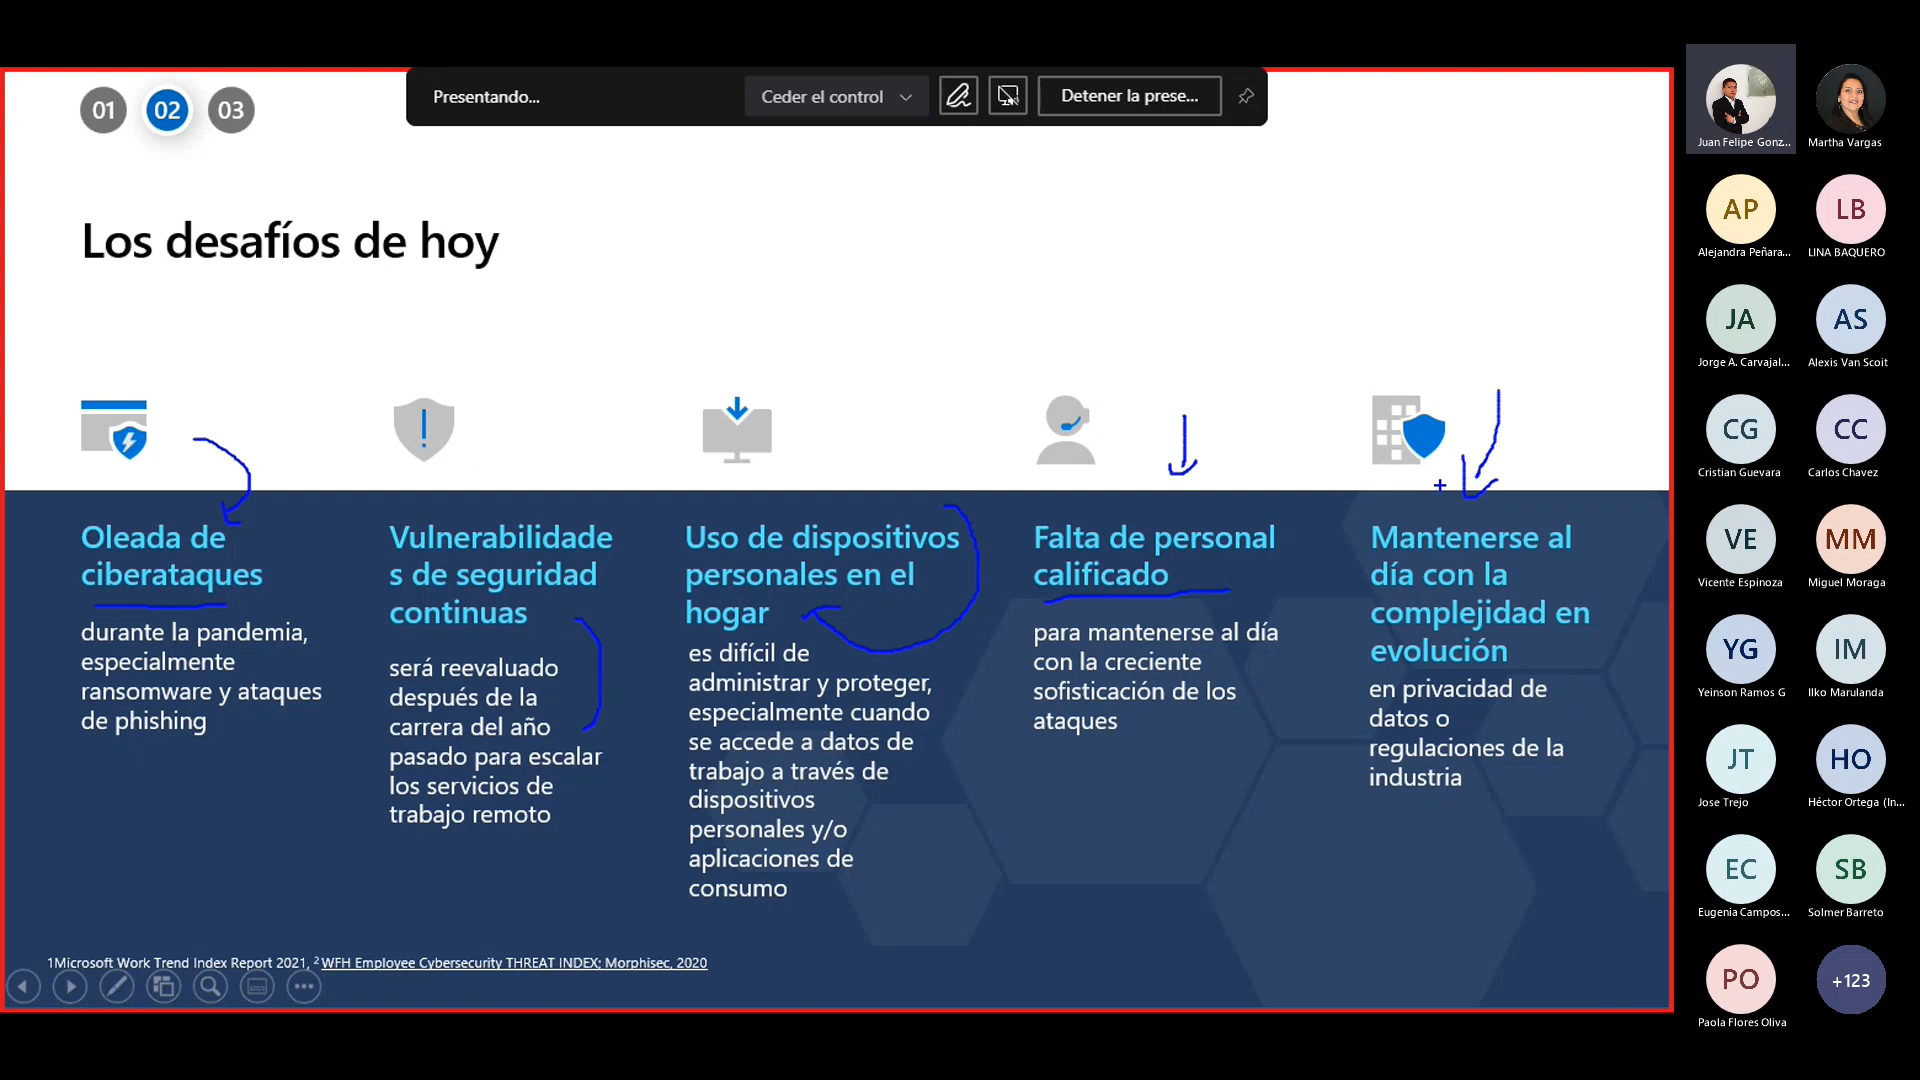 01 02 03
Presentando...
Ceder el control
Detener la prese...
Los desafíos de hoy
Oleada de
ciberataques
durante la pandemia,
especialmente
ransomware y ataques
de phishing
Vulnerabilidade
s de seguridad
continuas
será reevaluado
después de la
carrera del año
pasado para escalar
los servicios de
trabajo remoto
Uso de dispositivos
personales en el
hogar
es difícil de
administrar y proteger,
especialmente cuando
se accede a datos de
trabajo a través de
dispositivos
personales y/o
aplicaciones de
consumo
Falta de personal
calificado
para mantenerse al día
con la creciente
sofisticación de los
ataques
Mantenerse al
día con la
complejidad en
evolución
en privacidad de
datos o
regulaciones de la
industria
1Microsoft Work Trend Index Report 2021, 2 WFH Employee Cybersecurity THREAT INDEX; Morphisec, 2020
Juan Felipe Gonz...
Martha Vargas
AP
Alejandra Peñara...
LB
LINA BAQUERO
JA
Jorge A. Carvajal...
AS
Alexis Van Scoit
CG
Cristian Guevara
CC
Carlos Chavez
VE
Vicente Espinoza
MM
Miguel Moraga
YG
Yeinson Ramos G
IM
Ilko Marulanda
JT
Jose Trejo
HO
Héctor Ortega (In...
EC
Eugenia Campos...
SB
Solmer Barreto
PO
Paola Flores Oliva
+123